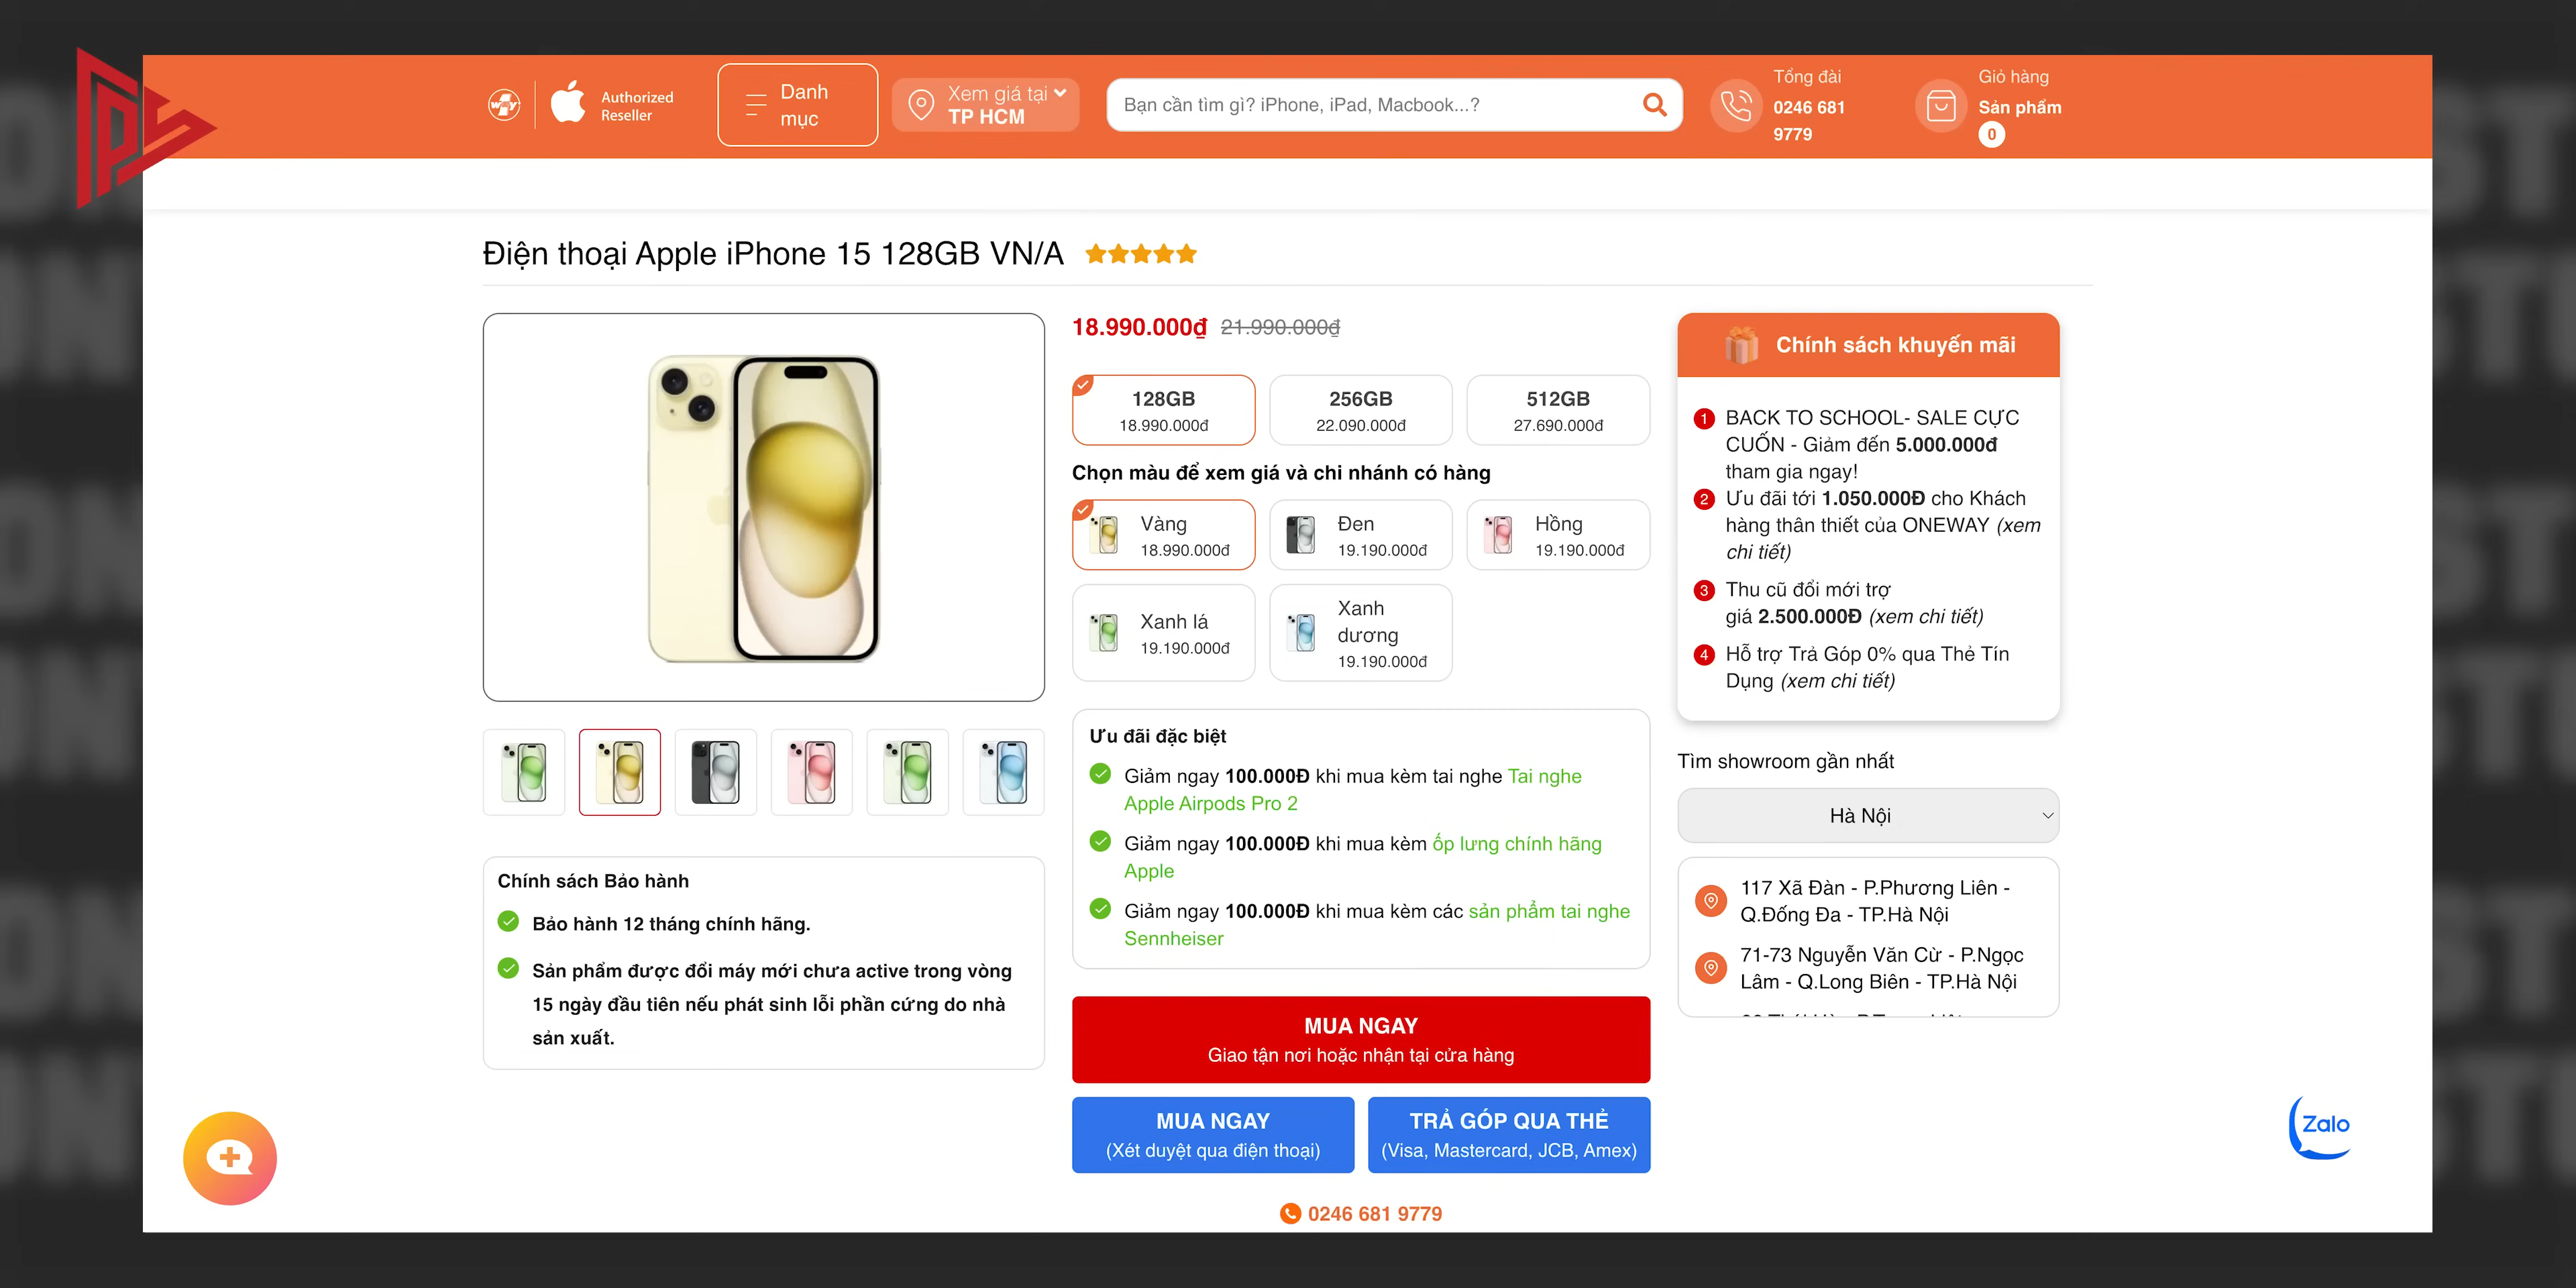 way
Authorized
Reseller
Danh
mục
Xem giá tại
TP HCM
Bạn cần tìm gì? iPhone, iPad, Macbook...?
Tổng đài
0246 681
9779
Giỏ hàng
Sản phẩm
0
Điện thoại Apple iPhone 15 128GB VN/A
18.990.000₫ 21.990.000₫
128GB
18.990.000đ
256GB
22.090.000đ
512GB
27.690.000đ
Chọn màu để xem giá và chi nhánh có hàng
Vàng
18.990.000đ
Đen
19.190.000đ
Hồng
19.190.000đ
Xanh lá
19.190.000đ
Xanh
dương
19.190.000đ
Ưu đãi đặc biệt
Giảm ngay 100.000Đ khi mua kèm tai nghe Tai nghe
Apple Airpods Pro 2
Giảm ngay 100.000Đ khi mua kèm ốp lưng chính hãng
Apple
Giảm ngay 100.000Đ khi mua kèm các sản phẩm tai nghe
Sennheiser
MUA NGAY
Giao tận nơi hoặc nhận tại cửa hàng
MUA NGAY
(Xét duyệt qua điện thoại)
TRẢ GÓP QUA THẺ
(Visa, Mastercard, JCB, Amex)
0246 681 9779
Chính sách Bảo hành
Bảo hành 12 tháng chính hãng.
Sản phẩm được đổi máy mới chưa active trong vòng
15 ngày đầu tiên nếu phát sinh lỗi phần cứng do nhà
sản xuất.
Chính sách khuyến mãi
1 BACK TO SCHOOL- SALE CỰC
CUỐN - Giảm đến 5.000.000đ
tham gia ngay!
2 Ưu đãi tới 1.050.000Đ cho Khách
hàng thân thiết của ONEWAY (xem
chi tiết)
3 Thu cũ đổi mới trợ
giá 2.500.000Đ (xem chi tiết)
4 Hỗ trợ Trả Góp 0% qua Thẻ Tín
Dụng (xem chi tiết)
Tìm showroom gần nhất
Hà Nội
117 Xã Đàn - P.Phương Liên -
Q.Đống Đa - TP.Hà Nội
71-73 Nguyễn Văn Cừ - P.Ngọc
Lâm - Q.Long Biên - TP.Hà Nội
Zalo